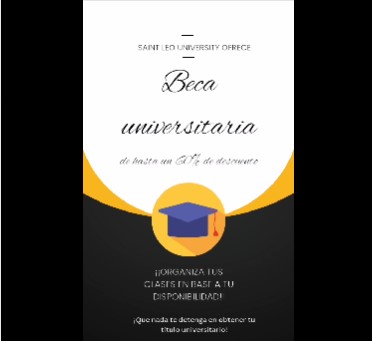 SAINT LEO UNIVERSITY OFRECE
Beca
universitaria
de hasta un 60% de descuento
¡¡ORGANIZA TUS
CLASES EN BASE A TU
DISPONIBILIDAD!
¡Que nada te detenga en obtener tu
título universitario!